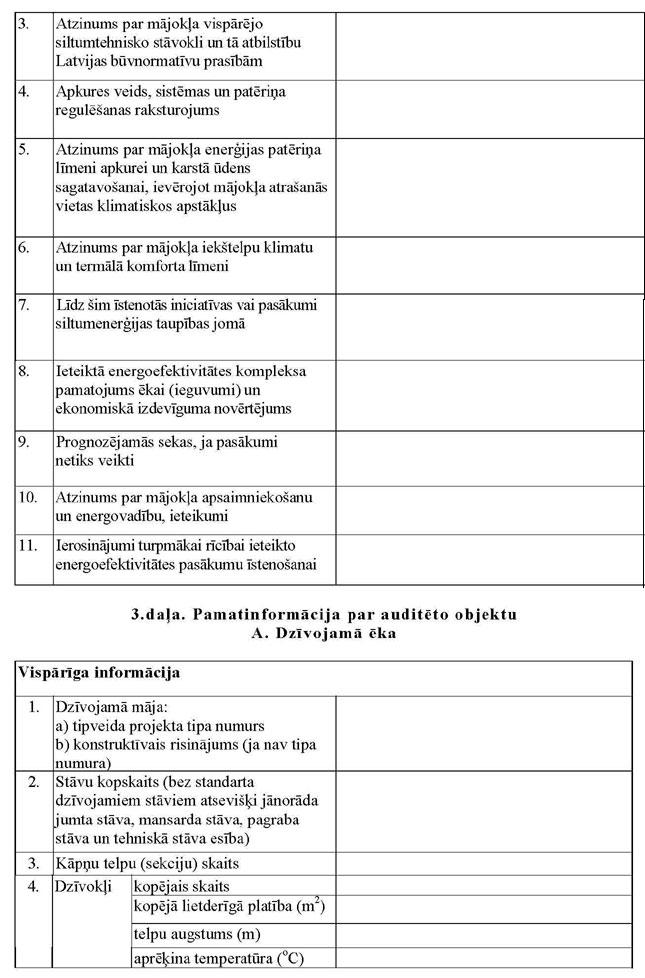 3. Atzinums par mājokļa vispārējo
siltumtehnisko stāvokli un tā atbilstību
Latvijas būvnormatīvu prasībām
4. Apkures veids, sistēmas un patēriņa
regulēšanas raksturojums
5. Atzinums par mājokļa enerģijas patēriņa
līmeni apkurei un karstā ūdens
sagatavošanai, ievērojot mājokļa atrašanās
vietas klimatiskos apstākļus
6. Atzinums par mājokļa iekštelpu klimatu
un termālā komforta līmeni
7. Līdz šim īstenotās iniciatīvas vai pasākumi
siltumenerģijas taupības jomā
8. Ieteiktā energoefektivitātes kompleksa
pamatojums ēkai (ieguvumi) un
ekonomiskā izdevīguma novērtējums
9. Prognozējamās sekas, ja pasākumi
netiks veikti
10. Atzinums par mājokļa apsaimniekošanu
un energovadību, ieteikumi
11. Ierosinājumi turpmākai rīcībai ieteikto
energoefektivitātes pasākumu īstenošanai
3.daļa. Pamatinformācija par auditēto objektu
A. Dzīvojamā ēka
Vispārīga informācija
1. Dzīvojamā māja:
a) tipveida projekta tipa numurs
b) konstruktīvais risinājums (ja nav tipa
numura)
2. Stāvu kopskaits (bez standarta
dzīvojamiem stāviem atsevišķi jānorāda
jumta stāva, mansarda stāva, pagraba
stāva un tehniskā stāva esība)
3. Kāpņu telpu (sekciju) skaits
4. Dzīvokļi kopējais skaits
kopējā lietderīgā platība (m²)
telpu augstums (m)
aprēķina temperatūra (°C)